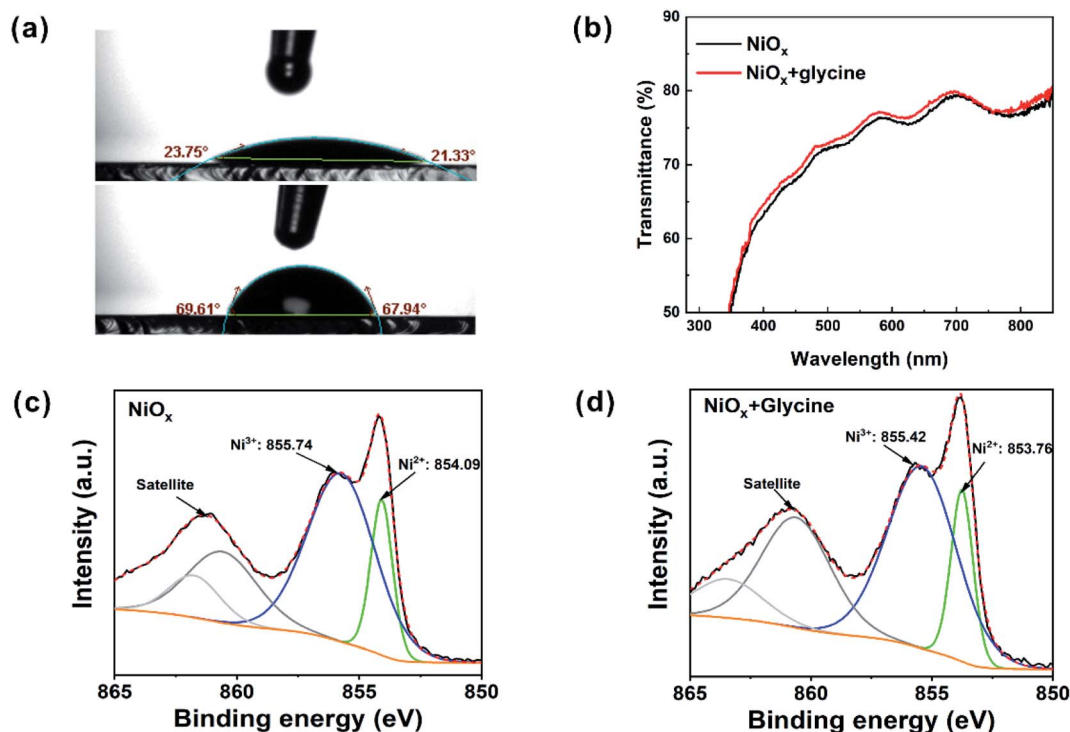 (a)
23.75°
21.33°
69.61°
67.94°
(b)
NiOₓ
NiOₓ+glycine
90
80
70
60
50
Transmittance (%)
300 400 500 600 700 800
Wavelength (nm)
(c)
NiOₓ
Ni³⁺: 855.74
Ni²⁺: 854.09
Satellite
Intensity (a.u.)
865 860 855 850
Binding energy (eV)
(d)
NiOₓ+Glycine
Ni³⁺: 855.42
Ni²⁺: 853.76
Satellite
Intensity (a.u.)
865 860 855 850
Binding energy (eV)